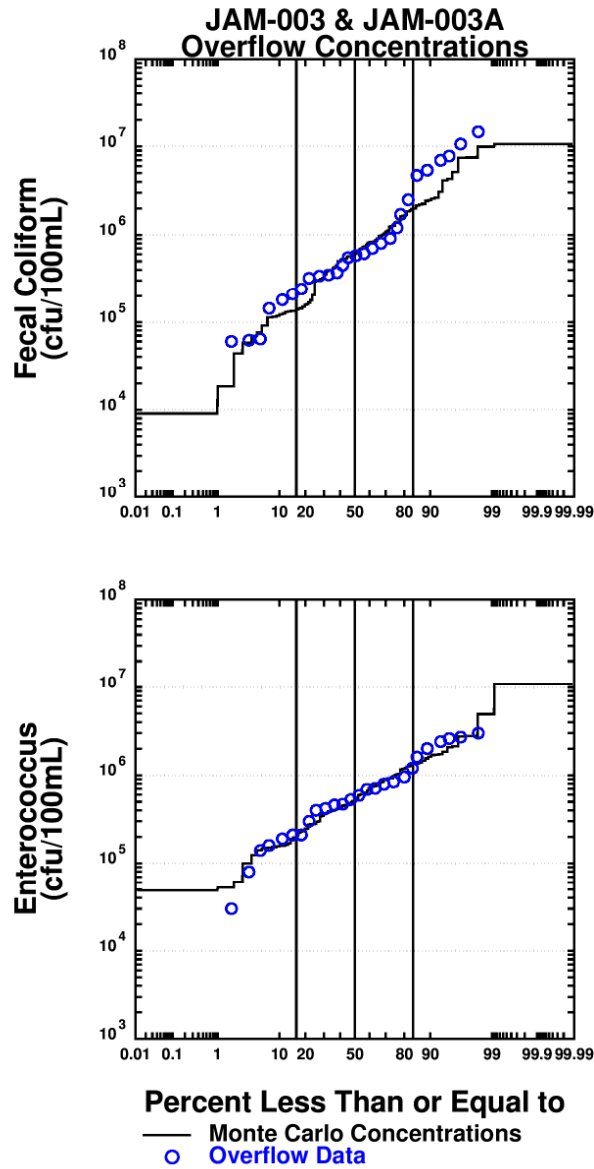 JAM-003 & JAM-003A
Overflow Concentrations
10^8
10^7
10^6
10^5
10^4
10^3
Fecal Coliform
(cfu/100mL)
0.01 0.1 1 10 20 50 80 90 99 99.9 99.99
10^8
10^7
10^6
10^5
10^4
10^3
Enterococcus
(cfu/100mL)
0.01 0.1 1 10 20 50 80 90 99 99.9 99.99
Percent Less Than or Equal to
Monte Carlo Concentrations
Overflow Data